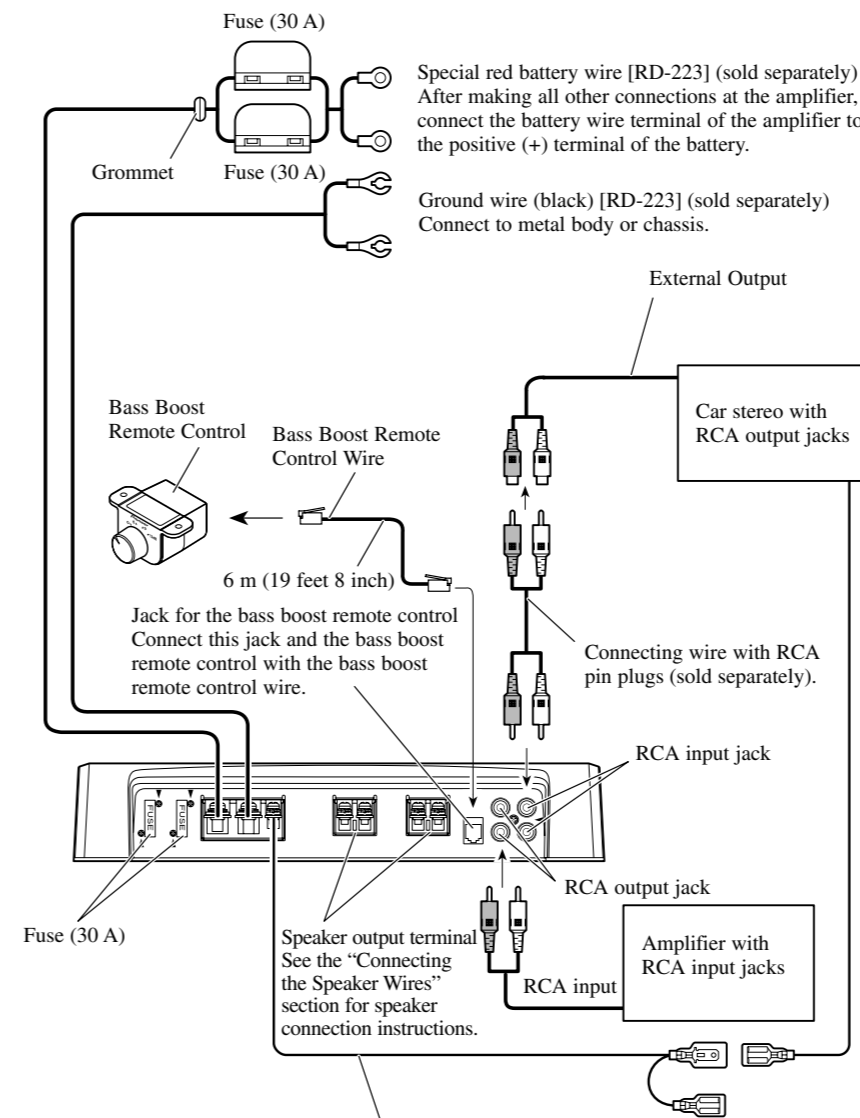 Fuse (30 A)
Special red battery wire [RD-223] (sold separately)
After making all other connections at the amplifier,
connect the battery wire terminal of the amplifier to
the positive (+) terminal of the battery.
Grommet
Fuse (30 A)
Ground wire (black) [RD-223] (sold separately)
Connect to metal body or chassis.
External Output
Car stereo with
RCA output jacks
Bass Boost
Remote Control
Bass Boost Remote
Control Wire
6 m (19 feet 8 inch)
Jack for the bass boost remote control
Connect this jack and the bass boost
remote control with the bass boost
remote control wire.
Connecting wire with RCA
pin plugs (sold separately).
RCA input jack
FUSE
FUSE
RCA output jack
Fuse (30 A)
Speaker output terminal
See the “Connecting
the Speaker Wires”
section for speaker
connection instructions.
RCA input
Amplifier with
RCA input jacks